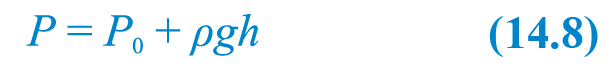 P = P₀ + ρgh (14.8)